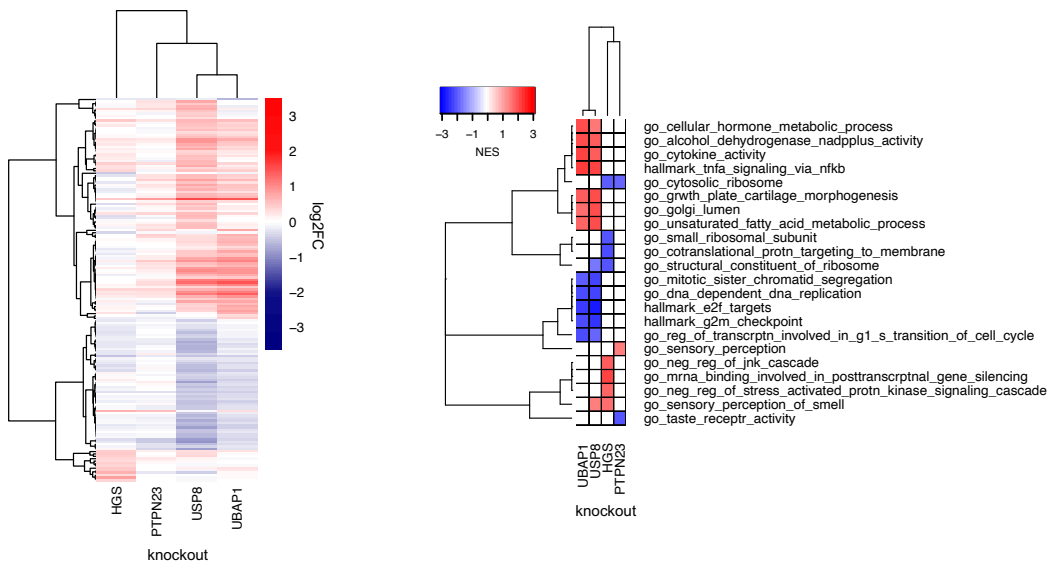 3
2
1
0
−1
−2
−3
log2FC
HGS
PTPN23
USP8
UBAP1
knockout
−3 −1 1 3
NES
go_cellular_hormone_metabolic_process
go_alcohol_dehydrogenase_nadpplus_activity
go_cytokine_activity
hallmark_tnfa_signaling_via_nfkb
go_cytosolic_ribosome
go_grwth_plate_cartilage_morphogenesis
go_golgi_lumen
go_unsaturated_fatty_acid_metabolic_process
go_small_ribosomal_subunit
go_cotranslational_protn_targeting_to_membrane
go_structural_constituent_of_ribosome
go_mitotic_sister_chromatid_segregation
go_dna_dependent_dna_replication
hallmark_e2f_targets
hallmark_g2m_checkpoint
go_reg_of_transcrptn_involved_in_g1_s_transition_of_cell_cycle
go_sensory_perception
go_neg_reg_of_jnk_cascade
go_mrna_binding_involved_in_posttranscrptnal_gene_silencing
go_neg_reg_of_stress_activated_protn_kinase_signaling_cascade
go_sensory_perception_of_smell
go_taste_receptr_activity
UBAP1
USP8
HGS
PTPN23
knockout